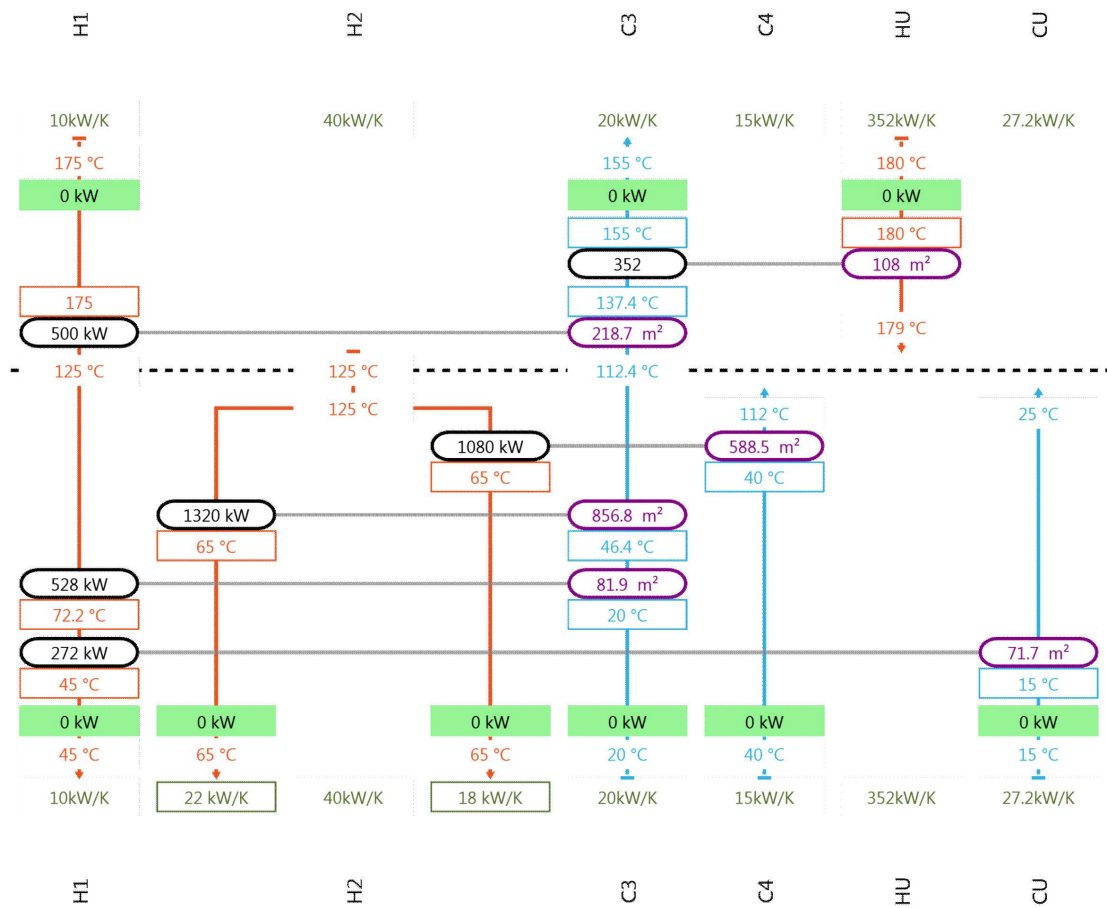 H1 H2 C3 C4 HU CU
10kW/K 40kW/K 20kW/K 15kW/K 352kW/K 27.2kW/K
175 °C 155 °C 180 °C
0 kW 0 kW 0 kW
155 °C 180 °C
352 108 m²
175 137.4 °C
500 kW 218.7 m² 179 °C
125 °C 125 °C 112.4 °C
125 °C 112 °C 25 °C
1080 kW 588.5 m²
65 °C 40 °C
1320 kW 856.8 m²
65 °C 46.4 °C
528 kW 81.9 m²
72.2 °C 20 °C
272 kW 71.7 m²
45 °C 15 °C
0 kW 0 kW 0 kW 0 kW 0 kW 0 kW
45 °C 65 °C 65 °C 20 °C 40 °C 15 °C
10kW/K 22 kW/K 40kW/K 18 kW/K 20kW/K 15kW/K 352kW/K 27.2kW/K
H1 H2 C3 C4 HU CU